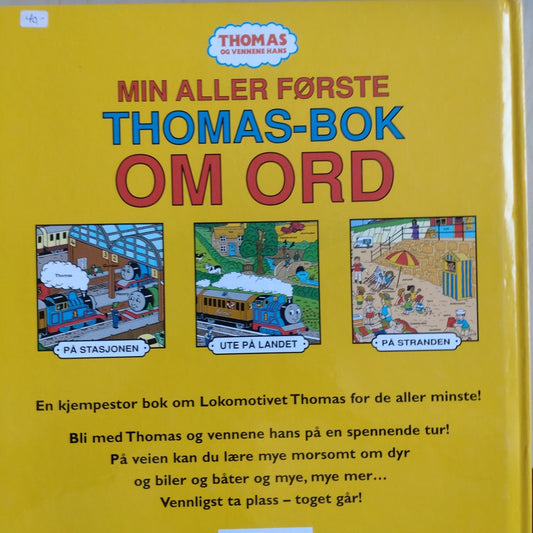 40,-
THOMAS
OG VENNENE HANS
MIN ALLER FØRSTE
THOMAS-BOK
OM ORD
Thomas
4
3
2
PÅ STASJONEN
UTE PÅ LANDET
PÅ STRANDEN
En kjempestor bok om Lokomotivet Thomas for de aller minste!
Bli med Thomas og vennene hans på en spennende tur!
På veien kan du lære mye morsomt om dyr
og biler og båter og mye, mye mer...
Vennligst ta plass – toget går!